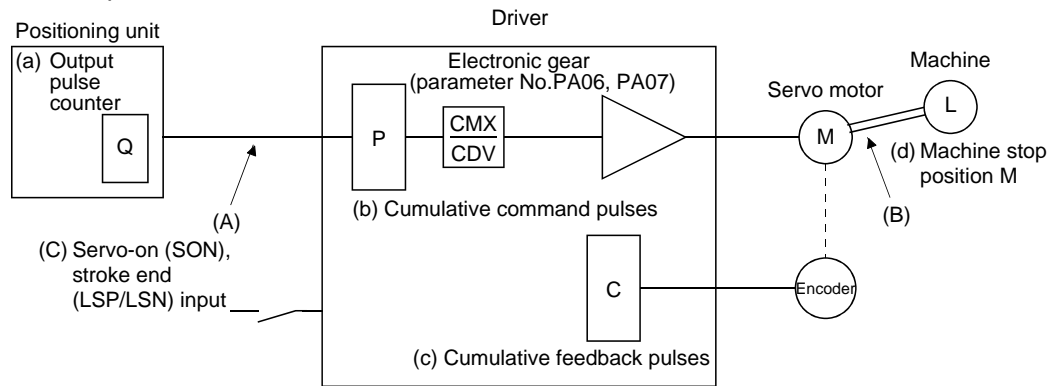 Driver
Positioning unit
(a) Output
pulse
counter
Q
(A)
(C) Servo-on (SON),
stroke end
(LSP/LSN) input
Electronic gear
(parameter No.PA06, PA07)
P
CMX
CDV
(b) Cumulative command pulses
C
(c) Cumulative feedback pulses
Servo motor
M
Encoder
Machine
L
(d) Machine stop
position M
(B)